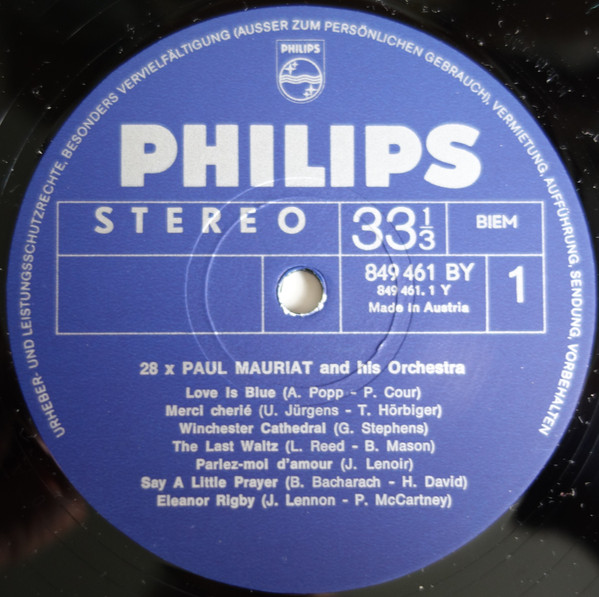 URHEBER- UND LEISTUNGSSCHUTZRECHTE, BESONDERS VERVIELFÄLTIGUNG (AUSSER ZUM PERSÖNLICHEN GEBRAUCH), VERMIETUNG, AUFFÜHRUNG, SENDUNG, VORBEHALTEN
PHILIPS
PHILIPS
STEREO 33 1/3 BIEM
849 461 BY 1
849 461.1 Y
Made in Austria
28 x PAUL MAURIAT and his Orchestra
Love Is Blue (A. Popp - P. Cour)
Merci cherié (U. Jürgens - T. Hörbiger)
Winchester Cathedral (G. Stephens)
The Last Waltz (L. Reed - B. Mason)
Parlez-moi d'amour (J. Lenoir)
Say A Little Prayer (B. Bacharach - H. David)
Eleanor Rigby (J. Lennon - P. McCartney)